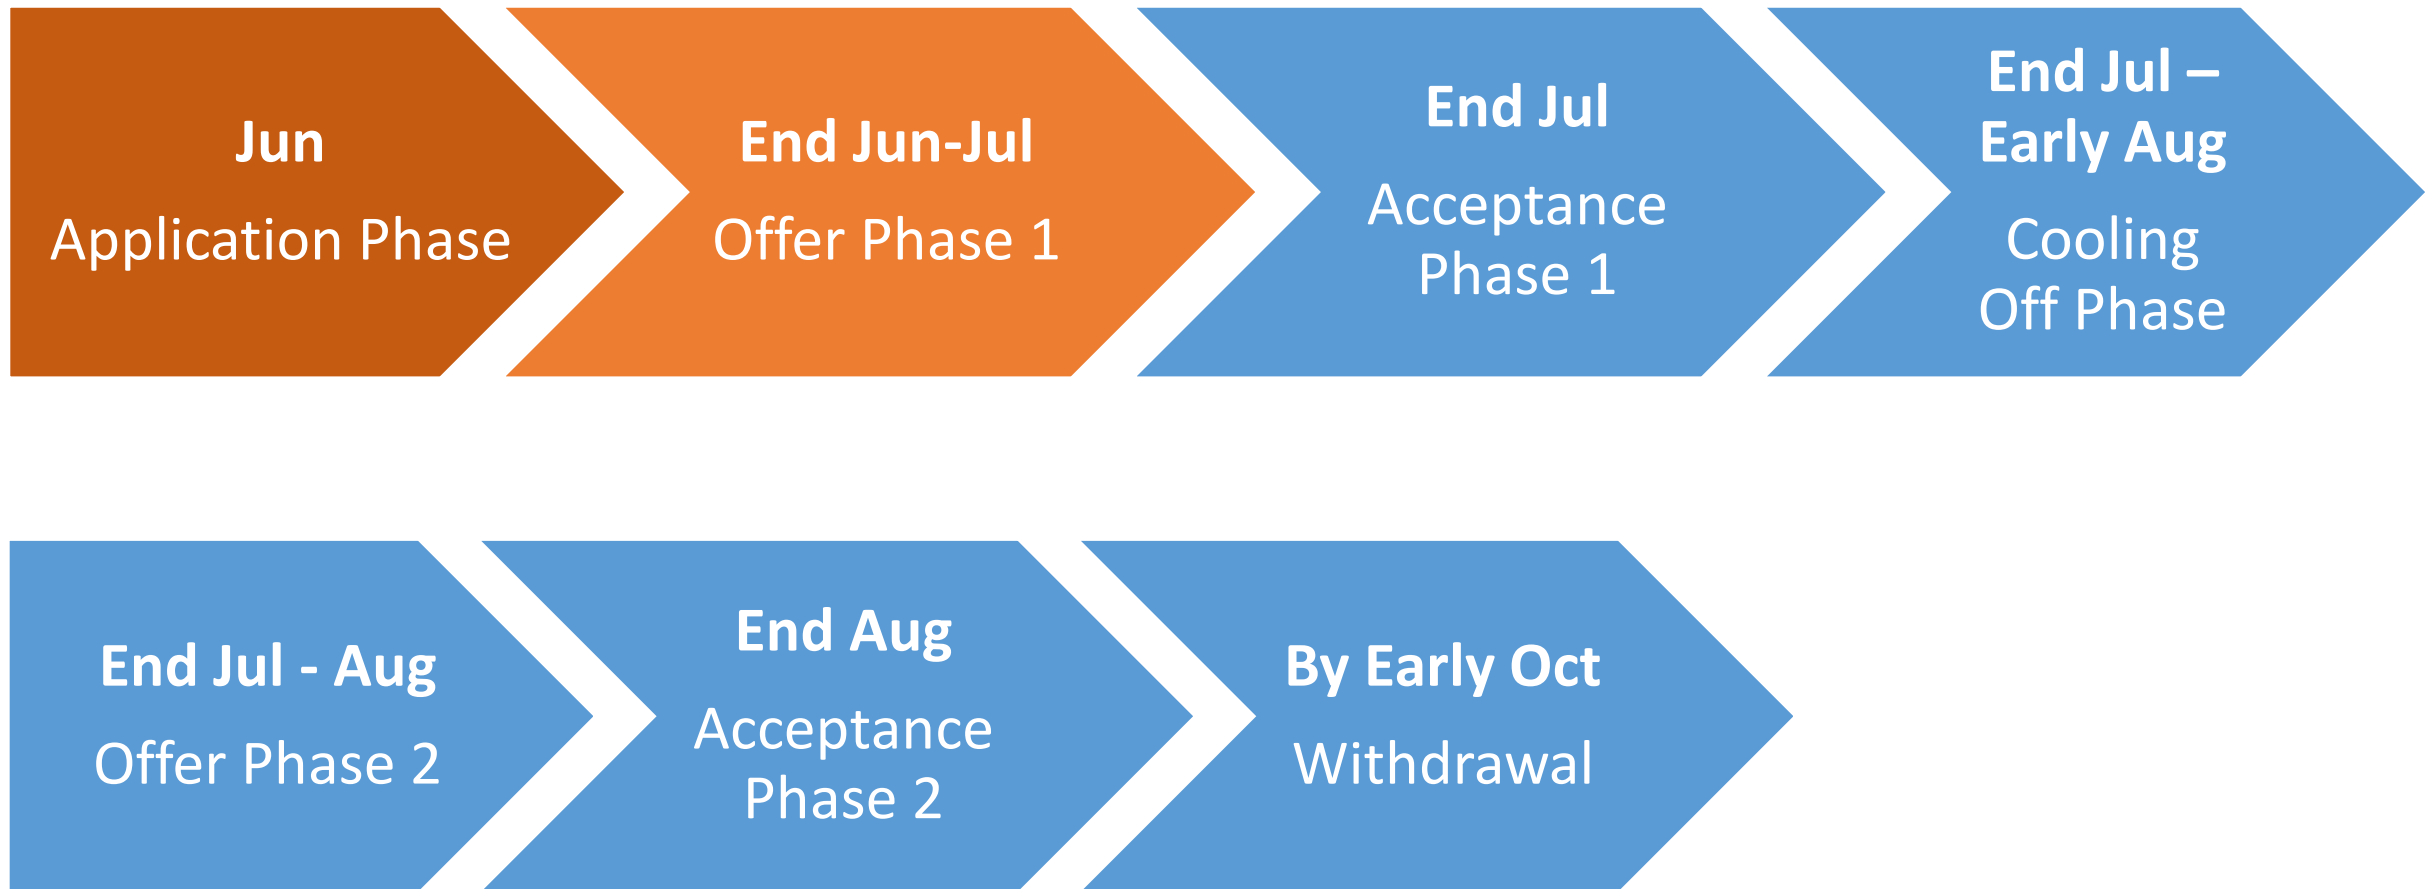 Jun
Application Phase
End Jun-Jul
Offer Phase 1
End Jul
Acceptance
Phase 1
End Jul –
Early Aug
Cooling
Off Phase
End Jul - Aug
Offer Phase 2
End Aug
Acceptance
Phase 2
By Early Oct
Withdrawal